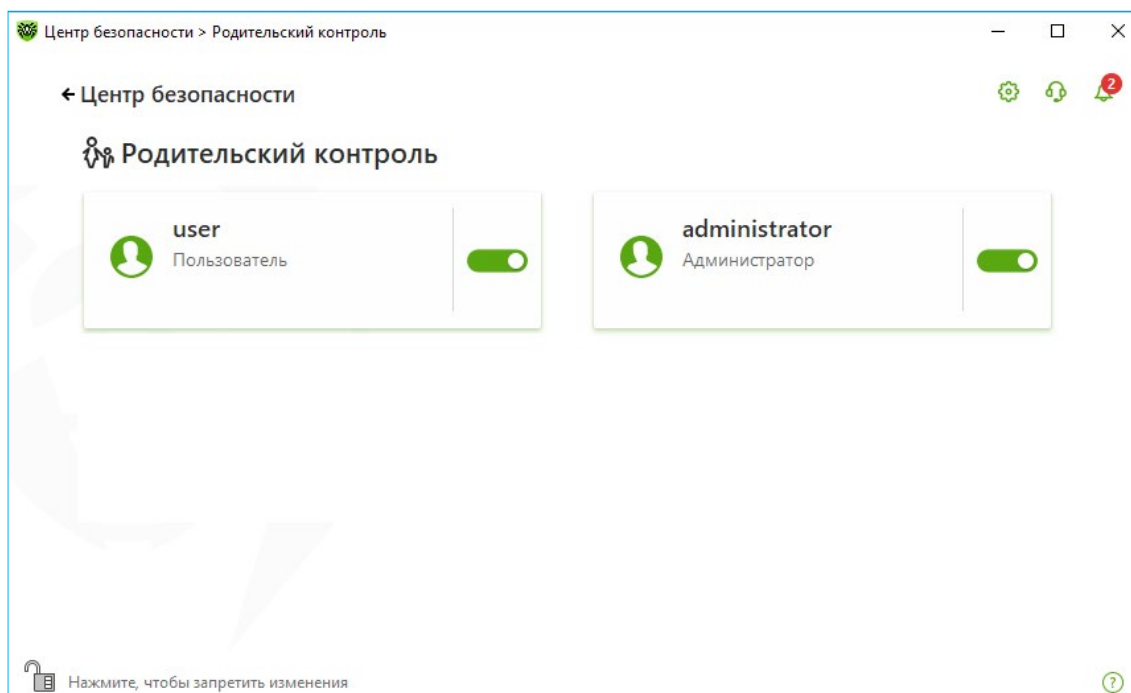 Центр безопасности > Родительский контроль
Центр безопасности
2
Родительский контроль
user
Пользователь
administrator
Администратор
Нажмите, чтобы запретить изменения
?